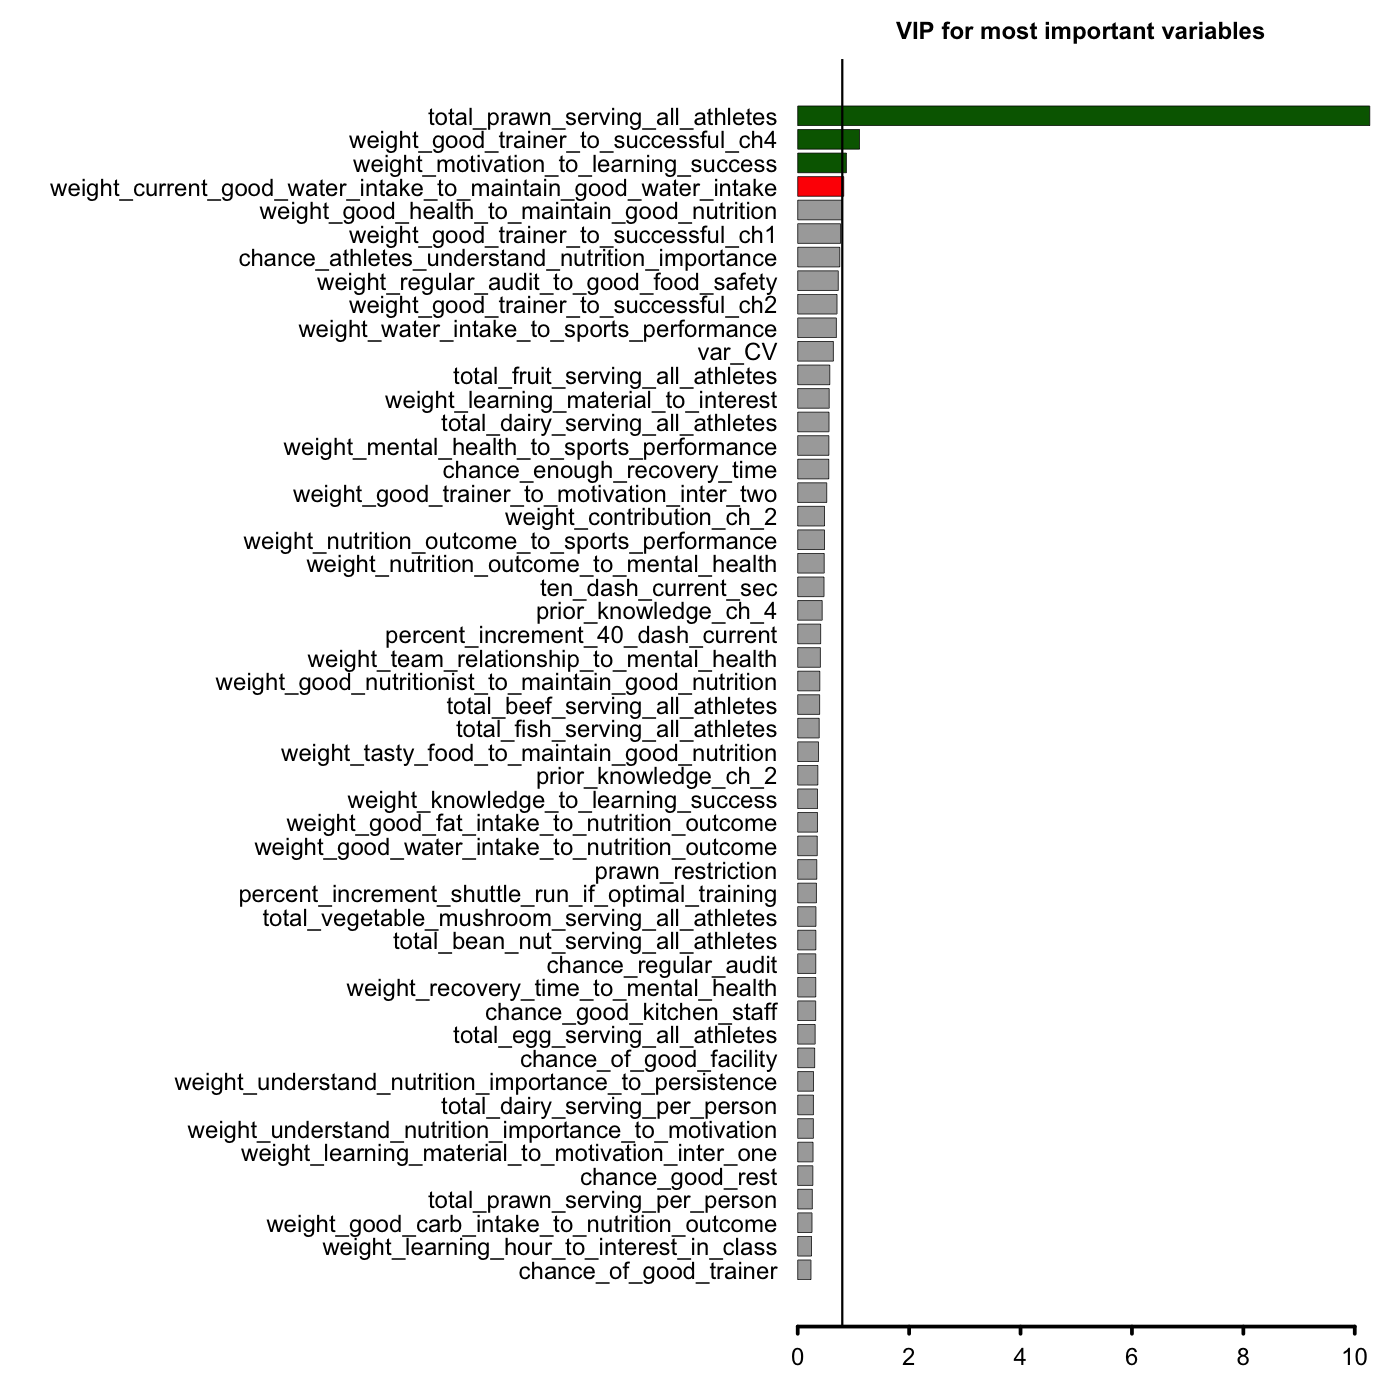 VIP for most important variables
total_prawn_serving_all_athletes
weight_good_trainer_to_successful_ch4
weight_motivation_to_learning_success
weight_current_good_water_intake_to_maintain_good_water_intake
weight_good_health_to_maintain_good_nutrition
weight_good_trainer_to_successful_ch1
chance_athletes_understand_nutrition_importance
weight_regular_audit_to_good_food_safety
weight_good_trainer_to_successful_ch2
weight_water_intake_to_sports_performance
var_CV
total_fruit_serving_all_athletes
weight_learning_material_to_interest
total_dairy_serving_all_athletes
weight_mental_health_to_sports_performance
chance_enough_recovery_time
weight_good_trainer_to_motivation_inter_two
weight_contribution_ch_2
weight_nutrition_outcome_to_sports_performance
weight_nutrition_outcome_to_mental_health
ten_dash_current_sec
prior_knowledge_ch_4
percent_increment_40_dash_current
weight_team_relationship_to_mental_health
weight_good_nutritionist_to_maintain_good_nutrition
total_beef_serving_all_athletes
total_fish_serving_all_athletes
weight_tasty_food_to_maintain_good_nutrition
prior_knowledge_ch_2
weight_knowledge_to_learning_success
weight_good_fat_intake_to_nutrition_outcome
weight_good_water_intake_to_nutrition_outcome
prawn_restriction
percent_increment_shuttle_run_if_optimal_training
total_vegetable_mushroom_serving_all_athletes
total_bean_nut_serving_all_athletes
chance_regular_audit
weight_recovery_time_to_mental_health
chance_good_kitchen_staff
total_egg_serving_all_athletes
chance_of_good_facility
weight_understand_nutrition_importance_to_persistence
total_dairy_serving_per_person
weight_understand_nutrition_importance_to_motivation
weight_learning_material_to_motivation_inter_one
chance_good_rest
total_prawn_serving_per_person
weight_good_carb_intake_to_nutrition_outcome
weight_learning_hour_to_interest_in_class
chance_of_good_trainer
0 2 4 6 8 10